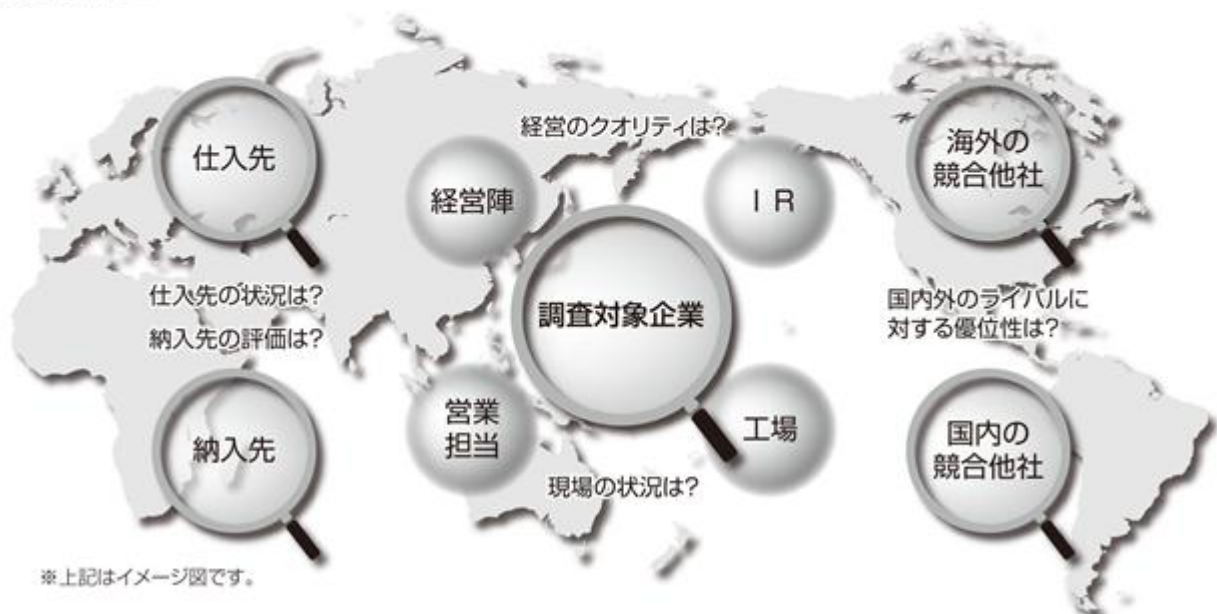 経営のクオリティは?
仕入先
経営陣
I R
海外の
競合他社
調査対象企業
仕入先の状況は?
納入先の評価は?
国内外のライバルに
対する優位性は?
納入先
営業
担当
工場
国内の
競合他社
現場の状況は?
※上記はイメージ図です。